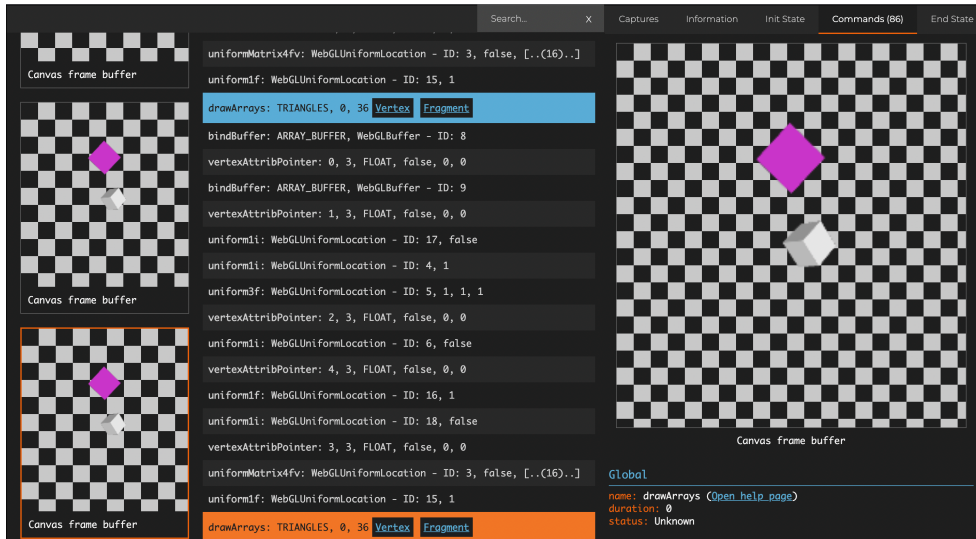 Search... X Captures Information Init State Commands (86) End State
Canvas frame buffer
Canvas frame buffer
Canvas frame buffer
uniformMatrix4fv: WebGLUniformLocation - ID: 3, false, [..(16)..]
uniform1f: WebGLUniformLocation - ID: 15, 1
drawArrays: TRIANGLES, 0, 36 Vertex Fragment
bindBuffer: ARRAY_BUFFER, WebGLBuffer - ID: 8
vertexAttribPointer: 0, 3, FLOAT, false, 0, 0
bindBuffer: ARRAY_BUFFER, WebGLBuffer - ID: 9
vertexAttribPointer: 1, 3, FLOAT, false, 0, 0
uniform1i: WebGLUniformLocation - ID: 17, false
uniform1i: WebGLUniformLocation - ID: 4, 1
uniform3f: WebGLUniformLocation - ID: 5, 1, 1, 1
vertexAttribPointer: 2, 3, FLOAT, false, 0, 0
uniform1i: WebGLUniformLocation - ID: 6, false
vertexAttribPointer: 4, 3, FLOAT, false, 0, 0
uniform1f: WebGLUniformLocation - ID: 16, 1
uniform1i: WebGLUniformLocation - ID: 18, false
vertexAttribPointer: 3, 3, FLOAT, false, 0, 0
uniformMatrix4fv: WebGLUniformLocation - ID: 3, false, [..(16)..]
uniform1f: WebGLUniformLocation - ID: 15, 1
drawArrays: TRIANGLES, 0, 36 Vertex Fragment
Canvas frame buffer
Global
name: drawArrays (Open help page)
duration: 0
status: Unknown